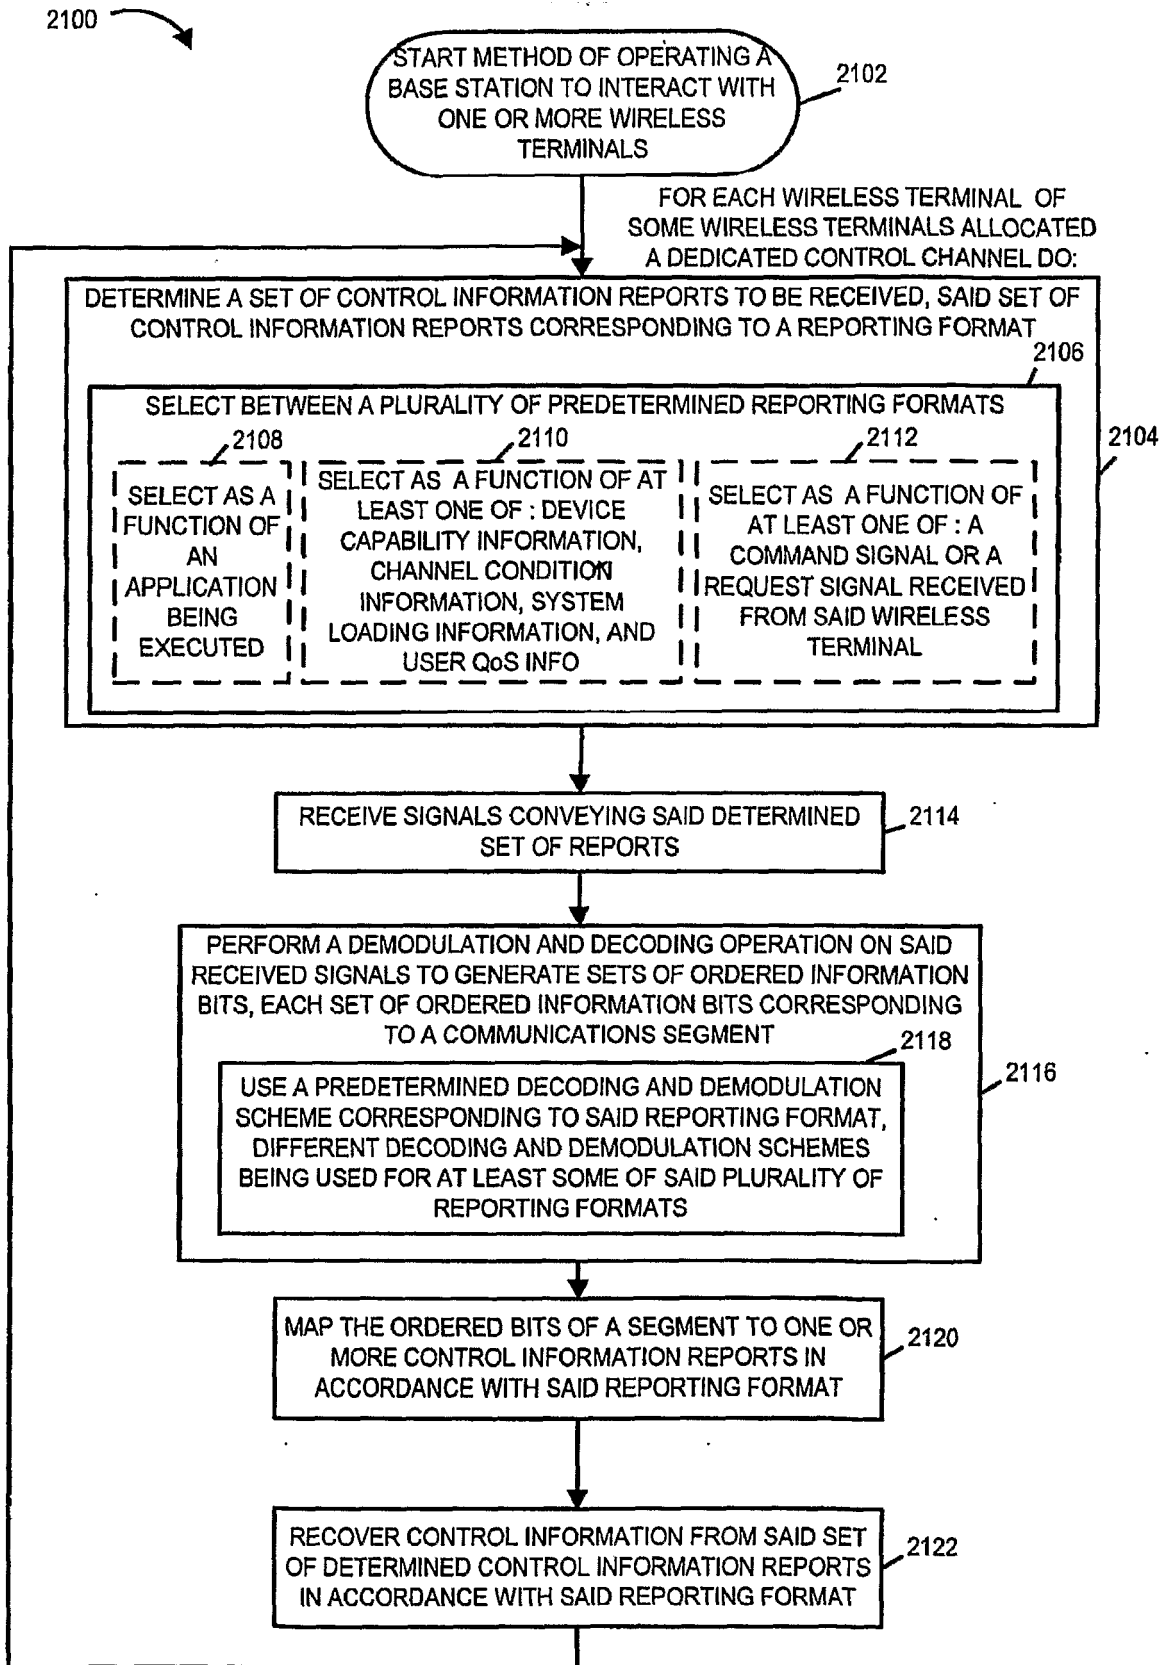 2100
START METHOD OF OPERATING A
BASE STATION TO INTERACT WITH
ONE OR MORE WIRELESS
TERMINALS
2102
FOR EACH WIRELESS TERMINAL OF
SOME WIRELESS TERMINALS ALLOCATED
A DEDICATED CONTROL CHANNEL DO:
DETERMINE A SET OF CONTROL INFORMATION REPORTS TO BE RECEIVED, SAID SET OF
CONTROL INFORMATION REPORTS CORRESPONDING TO A REPORTING FORMAT
2106
SELECT BETWEEN A PLURALITY OF PREDETERMINED REPORTING FORMATS
2104
2108
SELECT AS A
FUNCTION OF
AN
APPLICATION
BEING
EXECUTED
2110
SELECT AS A FUNCTION OF AT
LEAST ONE OF : DEVICE
CAPABILITY INFORMATION,
CHANNEL CONDITION
INFORMATION, SYSTEM
LOADING INFORMATION, AND
USER QoS INFO
2112
SELECT AS A FUNCTION OF
AT LEAST ONE OF : A
COMMAND SIGNAL OR A
REQUEST SIGNAL RECEIVED
FROM SAID WIRELESS
TERMINAL
RECEIVE SIGNALS CONVEYING SAID DETERMINED
SET OF REPORTS
2114
PERFORM A DEMODULATION AND DECODING OPERATION ON SAID
RECEIVED SIGNALS TO GENERATE SETS OF ORDERED INFORMATION
BITS, EACH SET OF ORDERED INFORMATION BITS CORRESPONDING
TO A COMMUNICATIONS SEGMENT
2118
2116
USE A PREDETERMINED DECODING AND DEMODULATION
SCHEME CORRESPONDING TO SAID REPORTING FORMAT,
DIFFERENT DECODING AND DEMODULATION SCHEMES
BEING USED FOR AT LEAST SOME OF SAID PLURALITY OF
REPORTING FORMATS
MAP THE ORDERED BITS OF A SEGMENT TO ONE OR
MORE CONTROL INFORMATION REPORTS IN
ACCORDANCE WITH SAID REPORTING FORMAT
2120
RECOVER CONTROL INFORMATION FROM SAID SET
OF DETERMINED CONTROL INFORMATION REPORTS
IN ACCORDANCE WITH SAID REPORTING FORMAT
2122